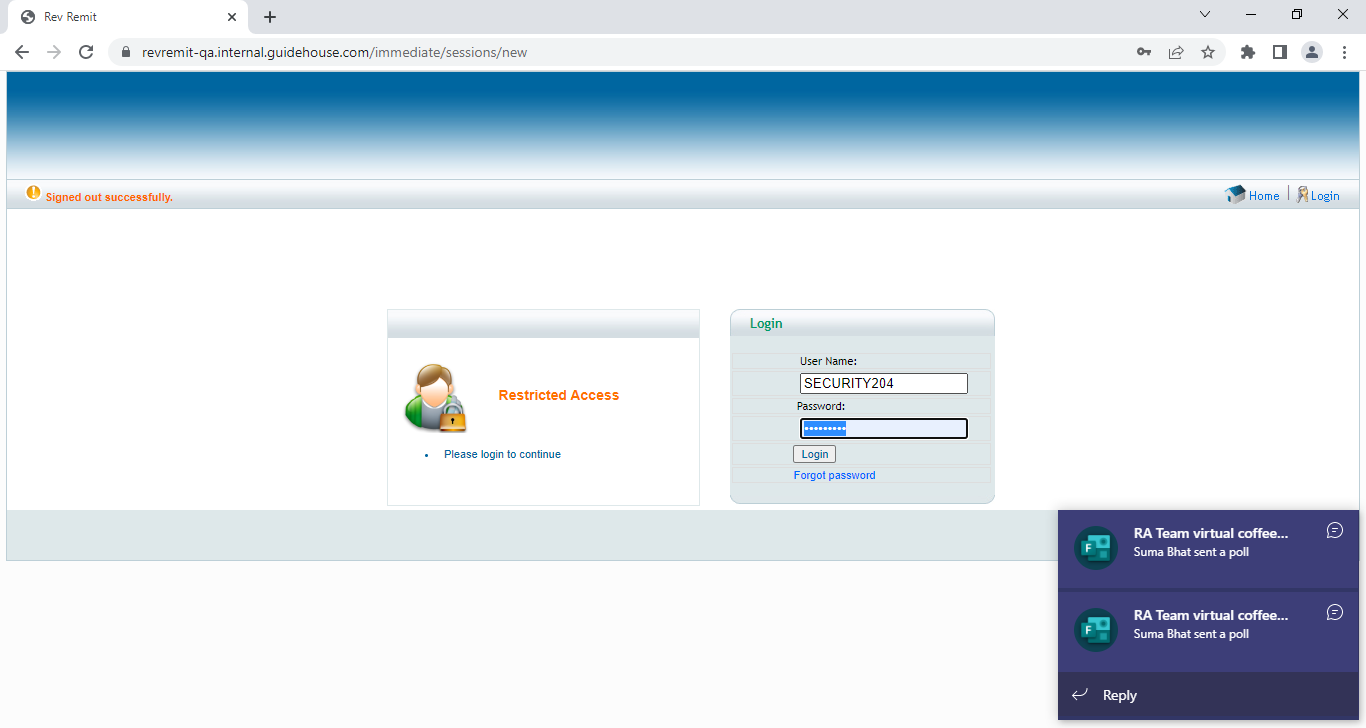 Rev Remit
revremit-qa.internal.guidehouse.com/immediate/sessions/new
Signed out successfully.
Home
Login
Login
User Name:
SECURITY204
Restricted Access
Password:
•••••••••
Login
Please login to continue
Forgot password
RA Team virtual coffee...
Suma Bhat sent a poll
RA Team virtual coffee...
Suma Bhat sent a poll
Reply